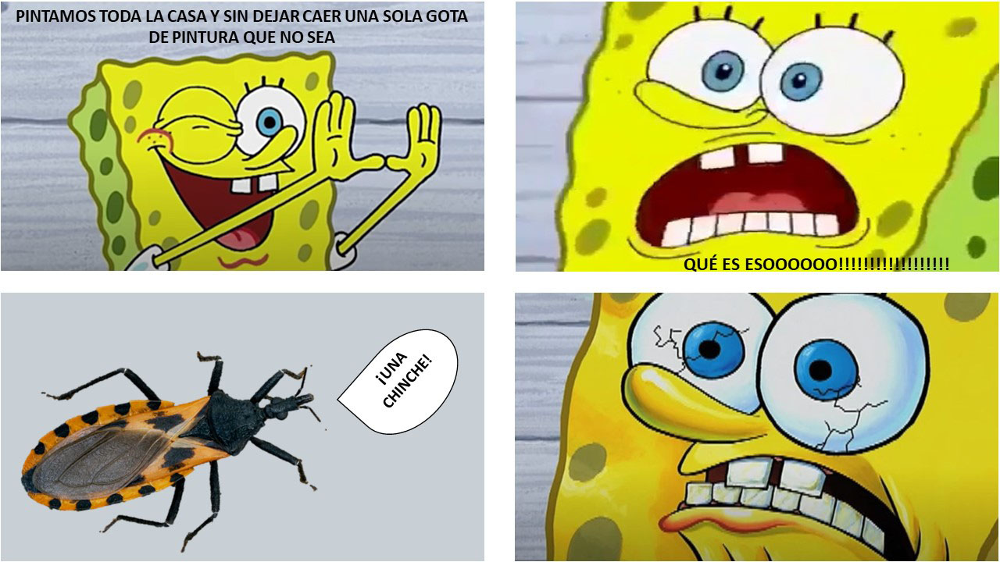 PINTAMOS TODA LA CASA Y SIN DEJAR CAER UNA SOLA GOTA
DE PINTURA QUE NO SEA
QUÉ ES ESOOOOOO!!!!!!!!!!!!!!!!!!
¡UNA
CHINCHE!